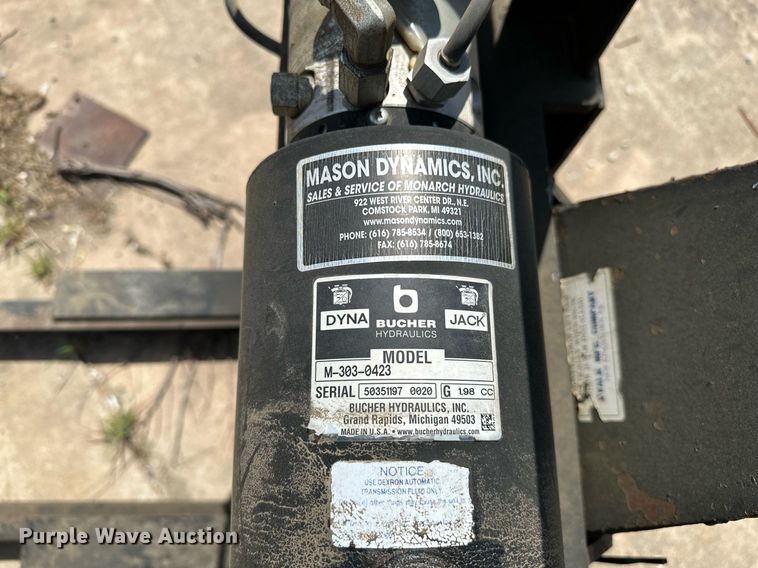 MASON DYNAMICS, INC.
SALES & SERVICE OF MONARCH HYDRAULICS
922 WEST RIVER CENTER DR., N.E.
COMSTOCK PARK, MI 49321
www.masondynamics.com
PHONE: (616) 785-8534 / (800) 653-1382
FAX: (616) 785-8674
DYNA JACK
BUCHER
HYDRAULICS
MODEL
M-303-0423
SERIAL 50351197 0020 G 1.98 CC
BUCHER HYDRAULICS, INC.
Grand Rapids, Michigan 49503
MADE IN U.S.A. • www.bucherhydraulics.com
NOTICE
USE DEXRON AUTOMATIC
TRANSMISSION FLUID ONLY
MFG. COMPANY
Purple Wave Auction